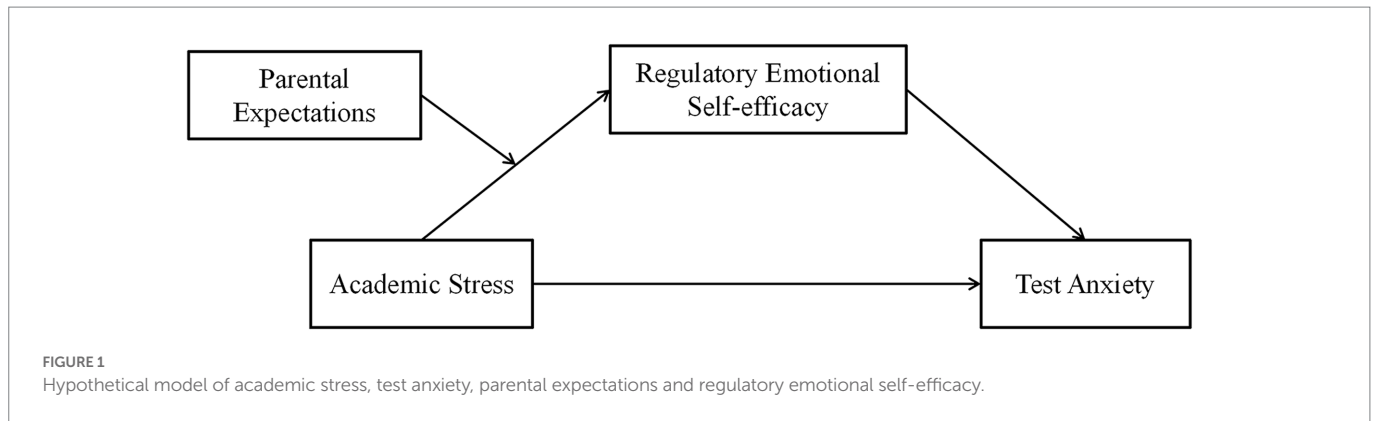 Parental
Expectations
Regulatory Emotional
Self-efficacy
Academic Stress
Test Anxiety
FIGURE 1
Hypothetical model of academic stress, test anxiety, parental expectations and regulatory emotional self-efficacy.